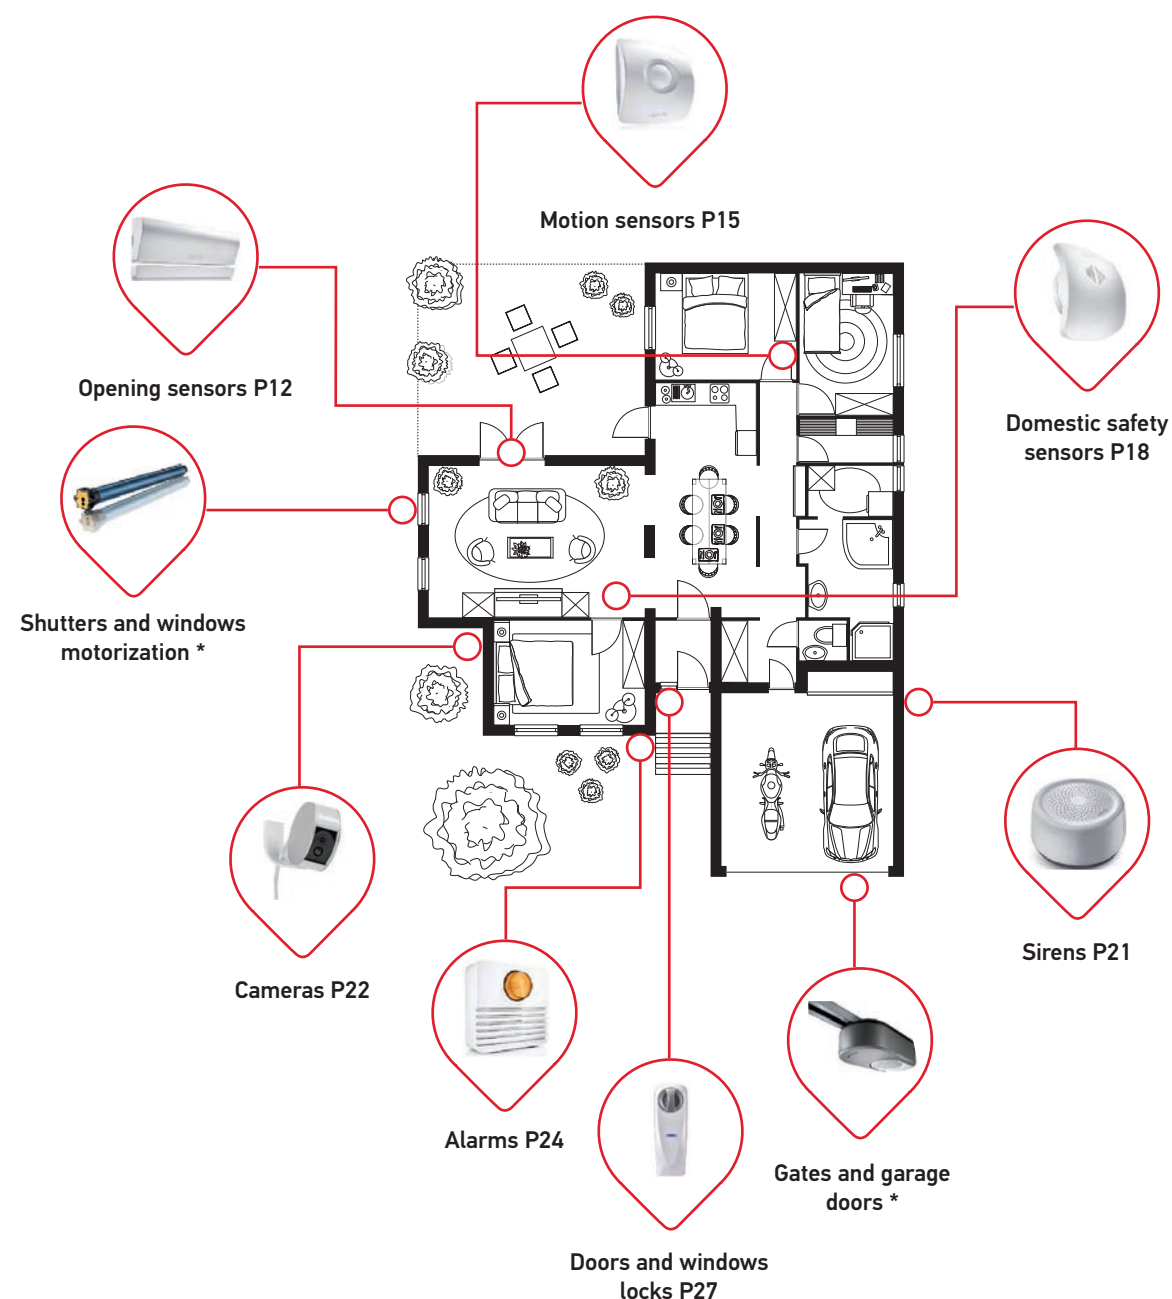 Motion sensors P15
Opening sensors P12
Domestic safety
sensors P18
Shutters and windows
motorization *
Cameras P22
Sirens P21
Alarms P24
Gates and garage
doors *
Doors and windows
locks P27